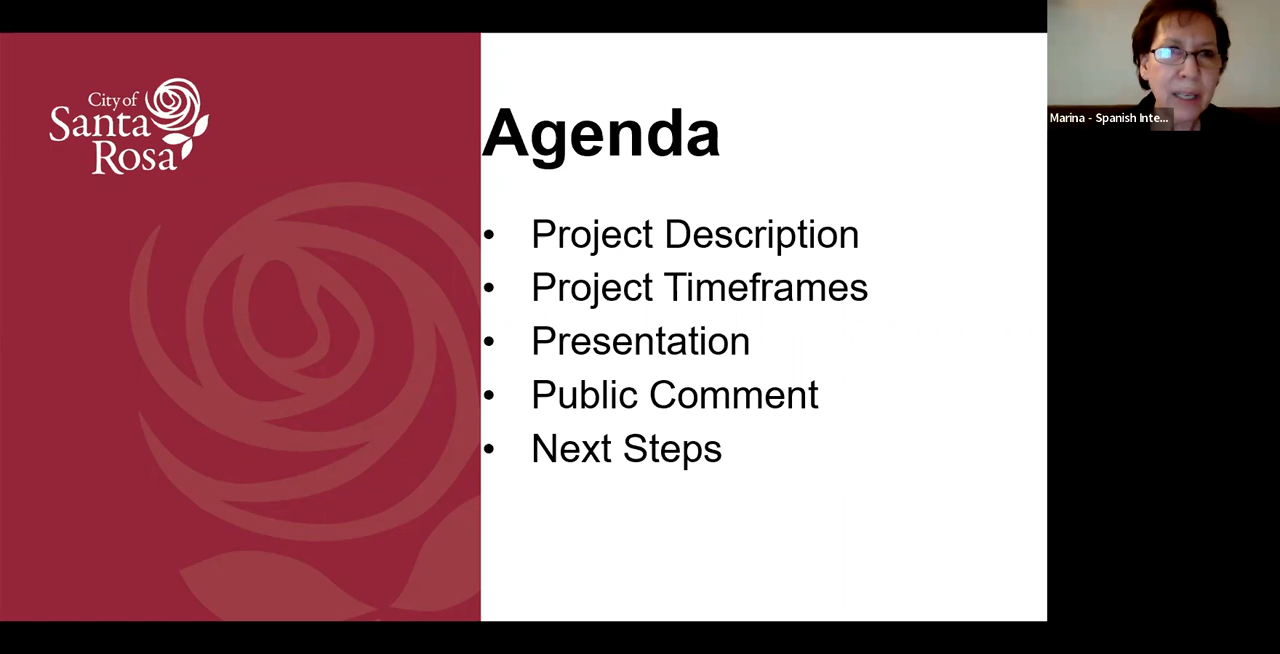 City of
Santa
Rosa
Agenda
• Project Description
• Project Timeframes
• Presentation
• Public Comment
• Next Steps
Marina - Spanish Inte...